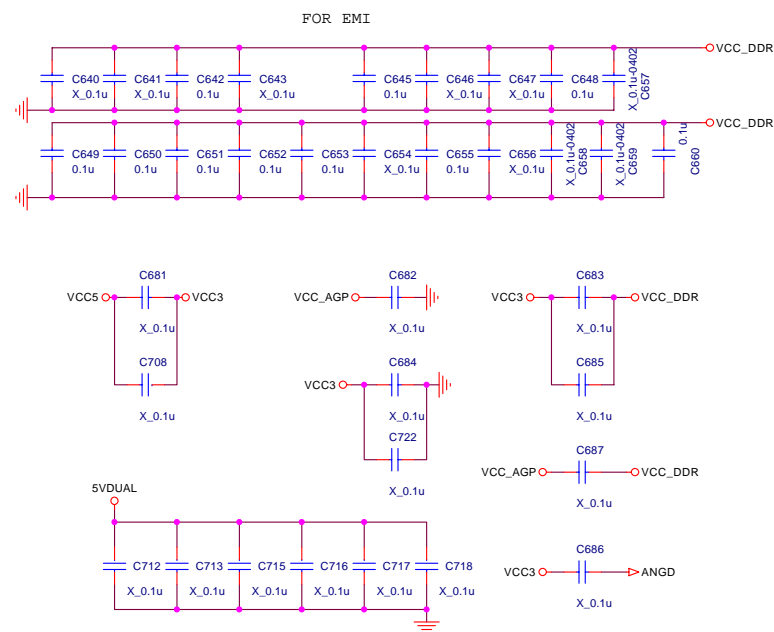 FOR EMI
VCC_DDR
C640 C641 C642 C643 C645 C646 C647 C648 X_0.1u-0402 C657
X_0.1u X_0.1u 0.1u X_0.1u 0.1u X_0.1u X_0.1u 0.1u
VCC_DDR
C649 C650 C651 C652 C653 C654 C655 C656 X_0.1u-0402 C658 X_0.1u-0402 C659 0.1u C660
0.1u 0.1u 0.1u 0.1u 0.1u X_0.1u 0.1u X_0.1u
C681 C682 C683
VCC5 VCC3 VCC_AGP VCC3 VCC_DDR
X_0.1u X_0.1u X_0.1u
C708 C684 C685
VCC3
X_0.1u X_0.1u X_0.1u
C722 C687
VCC_AGP VCC_DDR
X_0.1u X_0.1u
5VDUAL
C686
C712 C713 C715 C716 C717 C718 VCC3 ANGD
X_0.1u X_0.1u X_0.1u X_0.1u X_0.1u X_0.1u X_0.1u